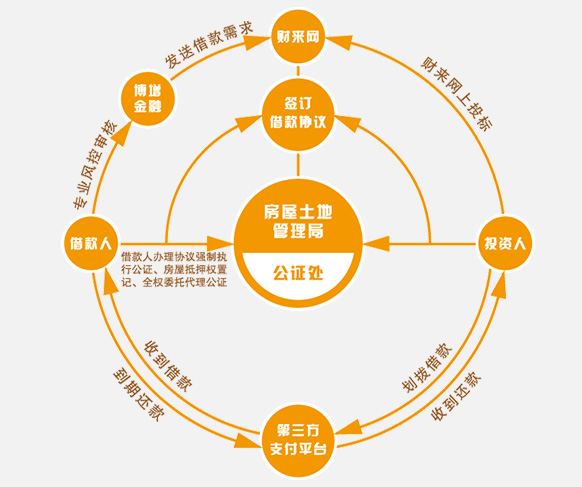 财来网
发送借款需求
签订
借款协议
博增
金融
财来网上投标
专业风控审核
房屋土地
管理局
公证处
借款人
投资人
借款人办理协议强制执
行公证、房屋抵押权置
记、全权委托代理公证
收到借款
到期还款
划拨借款
收到还款
第三方
支付平台